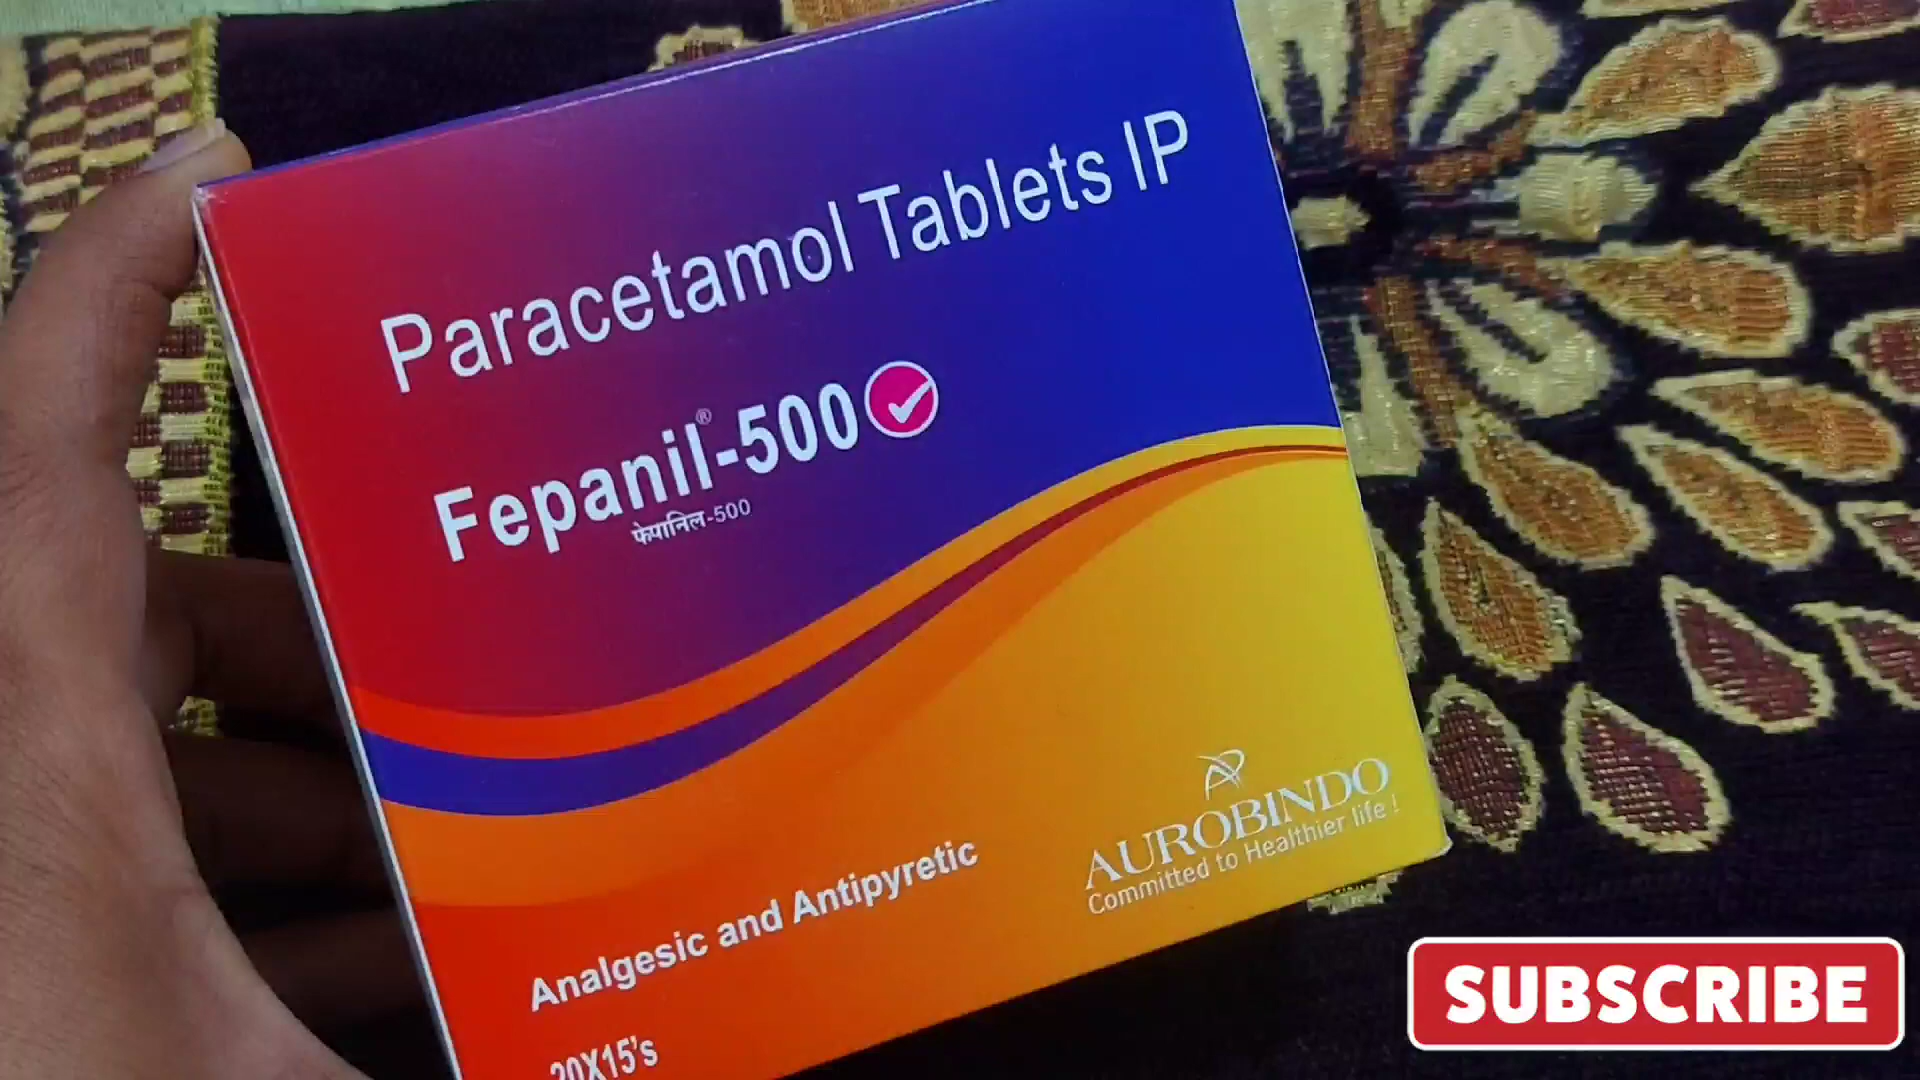 Paracetamol Tablets IP
Fepanil®-500
फेपानिल-500
Analgesic and Antipyretic
20X15's
AUROBINDO
Committed to Healthier life !
SUBSCRIBE